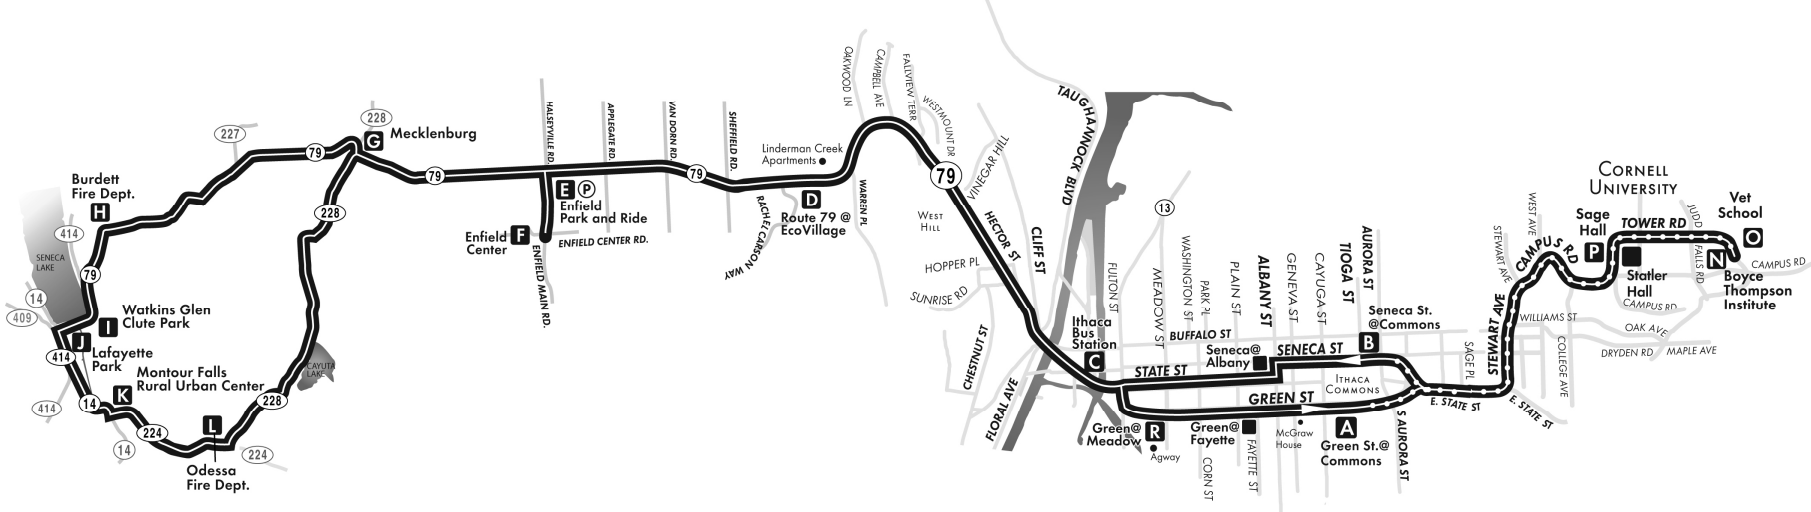 228
G
Mecklenburg
227
79
79
Burdett
Fire Dept.
H
228
414
SENECA
LAKE
79
14
409
Watkins Glen
Clute Park
I
J
414
Lafayette
Park
Montour Falls
Rural Urban Center
K
CAYUTA
LAKE
14
414
228
224
L
14
224
Odessa
Fire Dept.
HALSEYVILLE RD.
APPLEGATE RD.
VAN DORN RD.
SHEFFIELD RD.
79
E
P
Enfield
Park and Ride
Enfield
Center
F
ENFIELD CENTER RD.
ENFIELD MAIN RD.
Linderman Creek
Apartments
D
Route 79 @
EcoVillage
RACHEL CARSON WAY
WARREN PL
OAKWOOD LN
CAMPBELL AVE
FALLVIEW TERR
WESTMOUNT DR
79
VINEGAR HILL
WEST
HILL
HECTOR ST
CLIFF ST
HOPPER PL
SUNRISE RD
CHESTNUT ST
FLORAL AVE
TAUGHANNOCK BLVD
13
FULTON ST
MEADOW ST
WASHINGTON ST
PARK PL
PLAIN ST
ALBANY ST
GENEVA ST
CAYUGA ST
TIOGA ST
AURORA ST
Ithaca
Bus
Station
C
BUFFALO ST
Seneca@
Albany
SENECA ST
B
Seneca St.
@Commons
STATE ST
ITHACA
COMMONS
GREEN ST
Green@
Meadow
R
Agway
Green@
Fayette
CORN ST
FAYETTE ST
McGraw
House
A
Green St.@
Commons
S AURORA ST
E. STATE ST
E. STATE ST
SAGE PL
STEWART AVE
STEWART AVE
WEST AVE
CAMPUS RD
WILLIAMS ST
COLLEGE AVE
CORNELL
UNIVERSITY
Sage
Hall
P
TOWER RD
JUDD
FALLS RD
Vet
School
O
Statler
Hall
N
Boyce
Thompson
Institute
CAMPUS RD
CAMPUS RD
OAK AVE
DRYDEN RD
MAPLE AVE